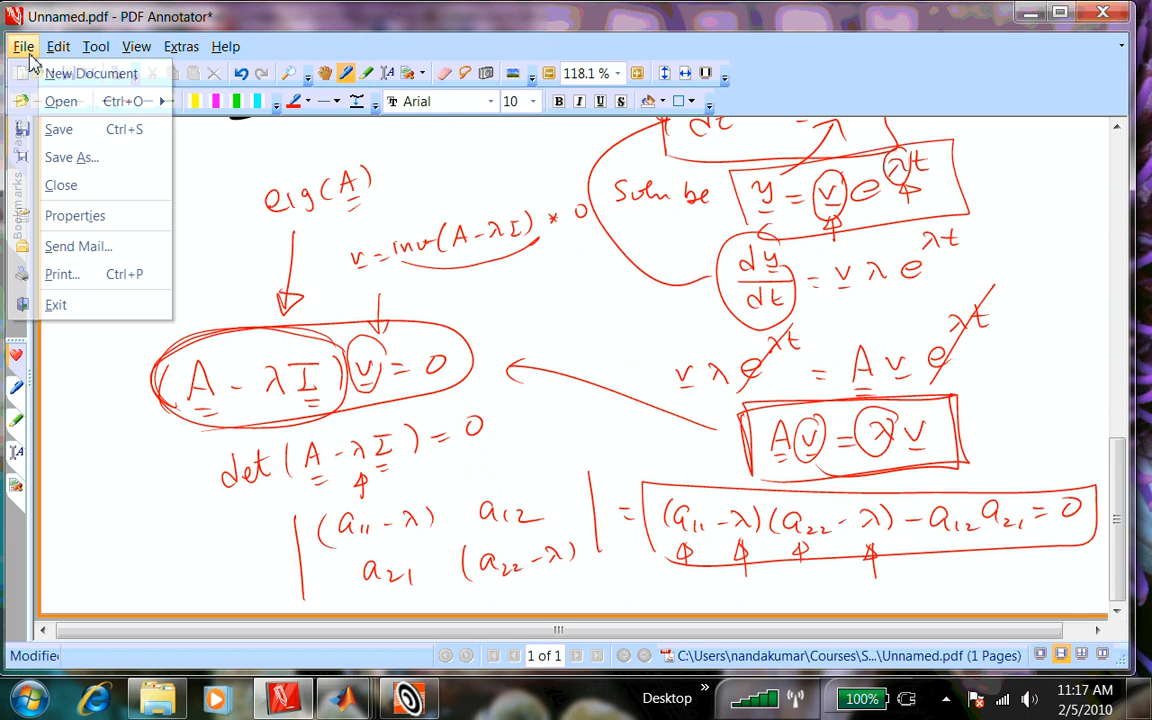 Unnamed.pdf - PDF Annotator*
File Edit Tool View Extras Help
New Document
118.1 %
Open Ctrl+O
Arial 10 B I U S
Save Ctrl+S
Save As...
Close
Properties
Send Mail...
Print... Ctrl+P
Exit
Bookmarks
dt =
eig(A)
v = inv(A - λI) * 0
Soln be y = v e^λt
dy/dt = v λ e^λt
(A - λI) v = 0
v λ e^λt = A v e^λt
A v = λ v
det(A - λI) = 0
| (a11 - λ) a12 | = (a11 - λ)(a22 - λ) - a12 a21 = 0
a21 (a22 - λ)
Modifie 1 of 1 C:\Users\nandakumar\Courses\S...\Unnamed.pdf (1 Pages)
Desktop » 100% 11:17 AM
2/5/2010